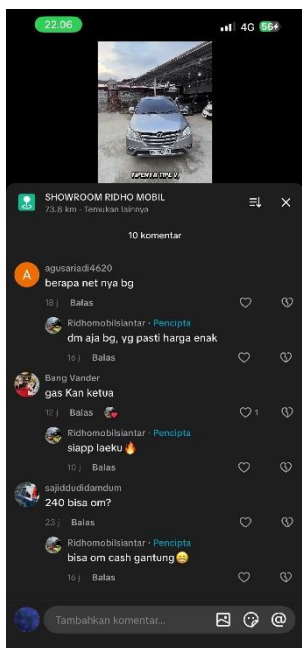 22.06
4G 56
TIPENYA TYPE V
SHOWROOM RIDHO MOBIL
73.8 km · Temukan lainnya
10 komentar
A
agusariadi4620
berapa net nya bg
18 j Balas
Ridhomobilsiantar · Pencipta
dm aja bg, yg pasti harga enak
16 j Balas
Bang Vander
gas Kan ketua
12 j Balas
1
Ridhomobilsiantar · Pencipta
siapp laeku🔥
10 j Balas
sajiddudidamdum
240 bisa om?
23 j Balas
Ridhomobilsiantar · Pencipta
bisa om cash gantung😄
16 j Balas
Tambahkan komentar...